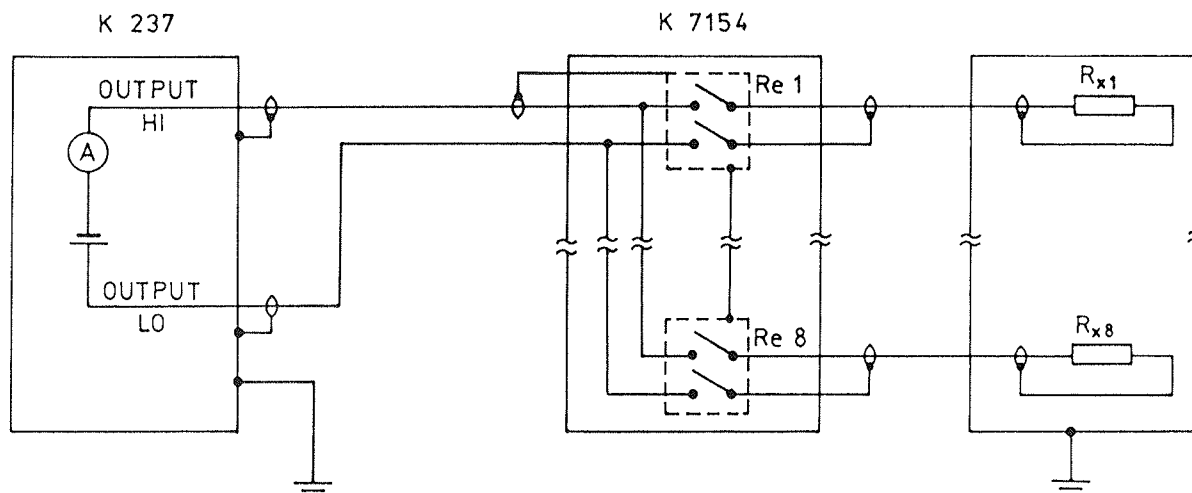 K 237
K 7154
OUTPUT
HI
A
OUTPUT
LO
Re 1
Rx1
Re 8
Rx8